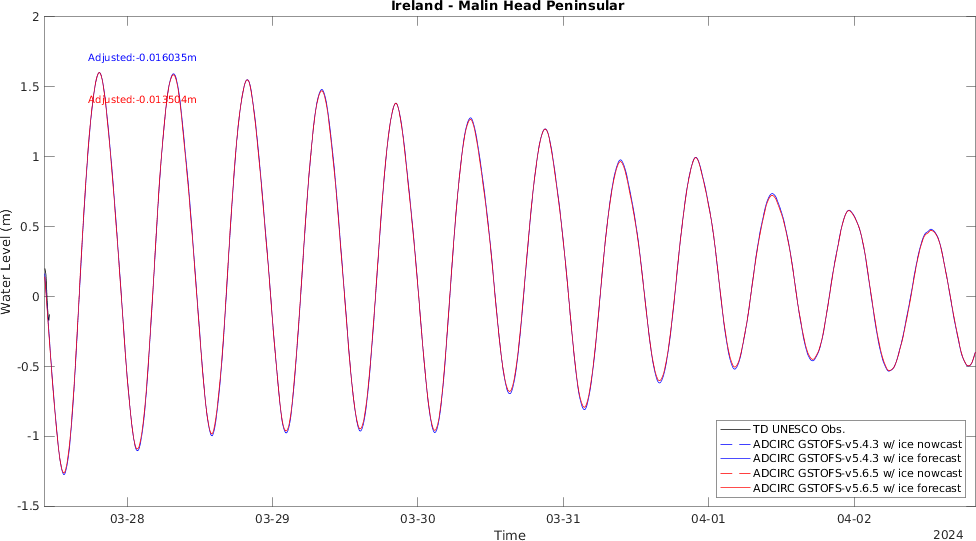 Ireland - Malin Head Peninsular
2
Adjusted:-0.016035m
1.5
Adjusted:-0.013504m
1
0.5
Water Level (m)
0
-0.5
-1
-1.5
TD UNESCO Obs.
ADCIRC GSTOFS-v5.4.3 w/ ice nowcast
ADCIRC GSTOFS-v5.4.3 w/ ice forecast
ADCIRC GSTOFS-v5.6.5 w/ ice nowcast
ADCIRC GSTOFS-v5.6.5 w/ ice forecast
03-28 03-29 03-30 03-31 04-01 04-02
Time
2024